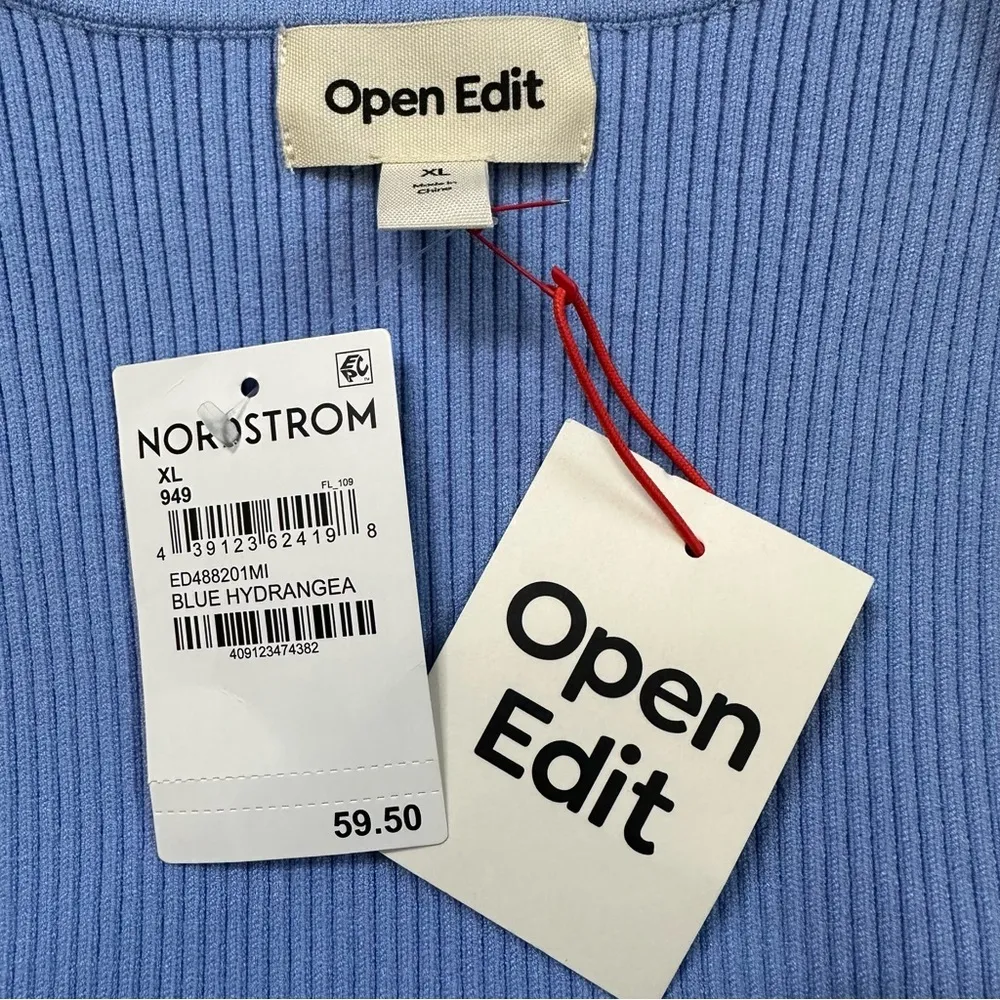 Open Edit
XL
Made in
China
EPC
NORDSTROM
XL
949
FL_109
4 39123 62419 8
ED488201MI
BLUE HYDRANGEA
409123474382
59.50
Open
Edit